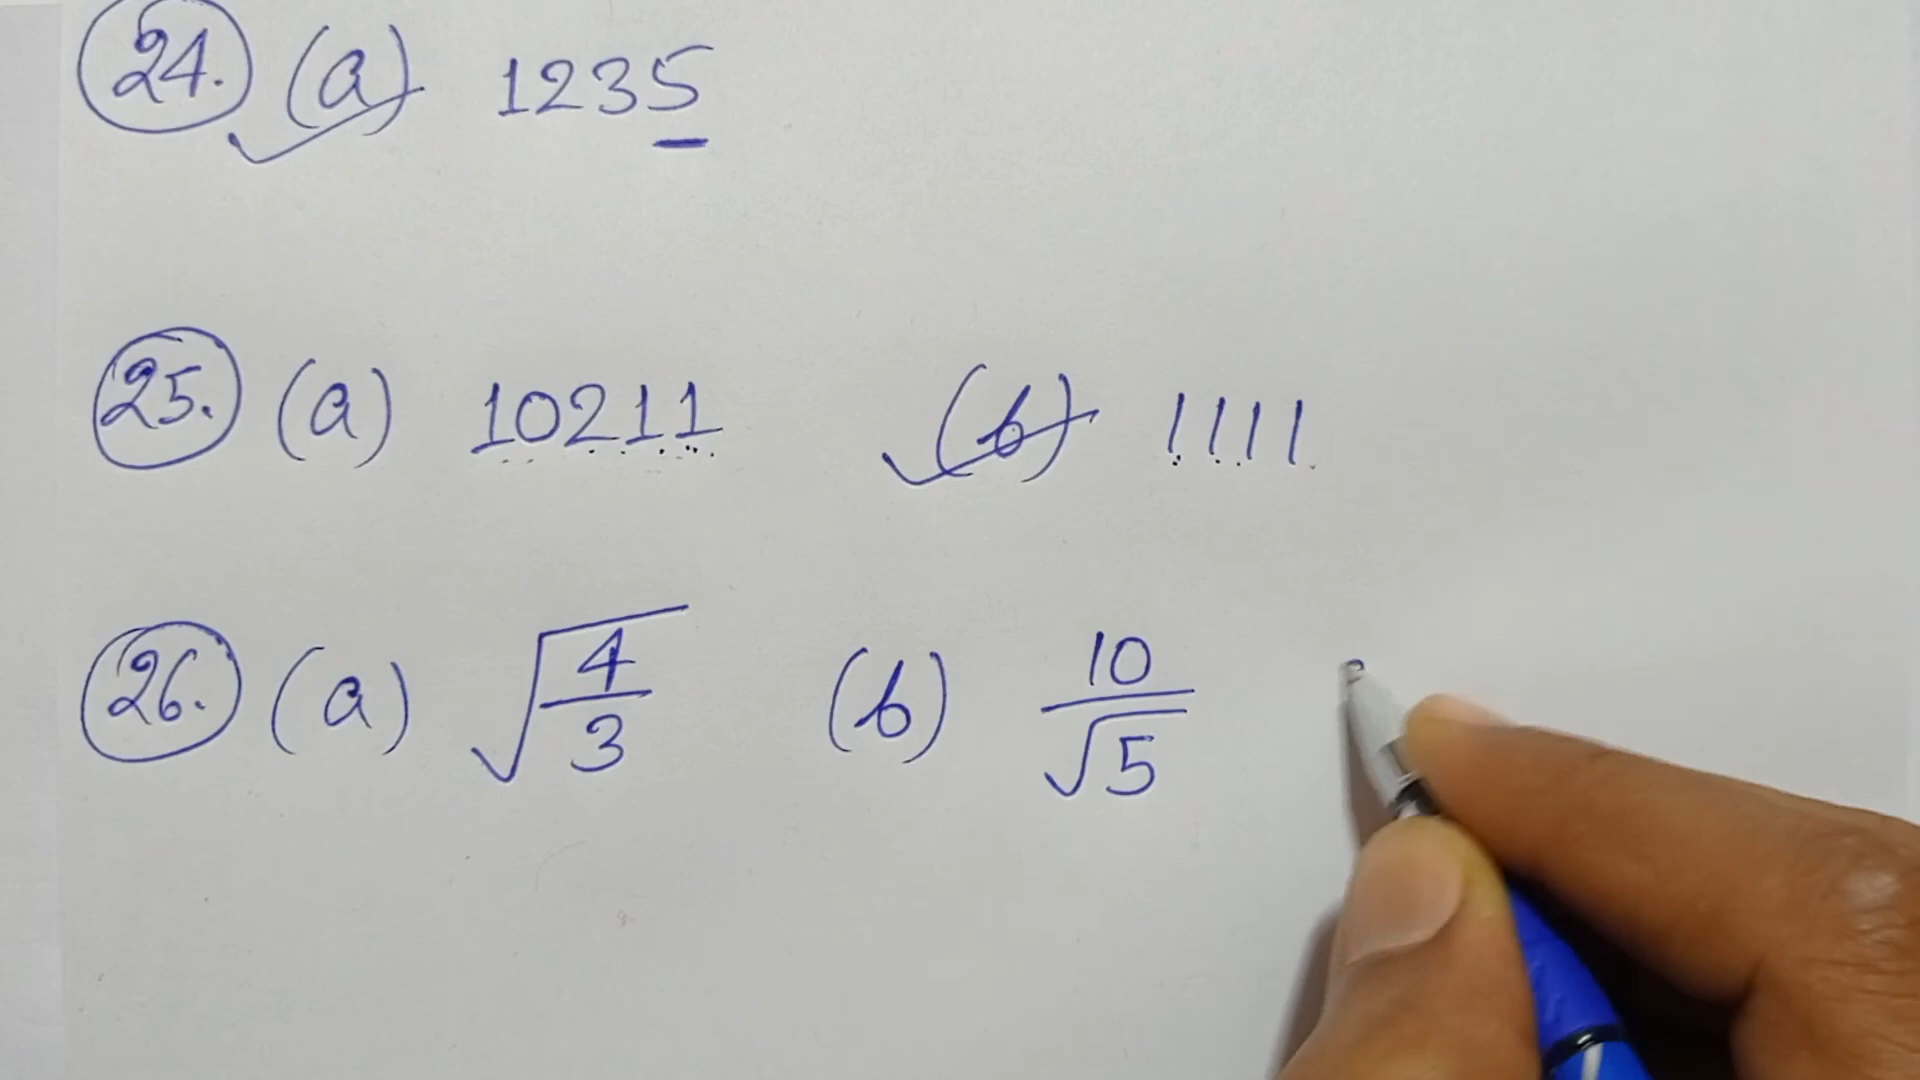 24. (a) 1235
25. (a) 10211 (b) 1111
26. (a) √(4/3) (b) 10/√5